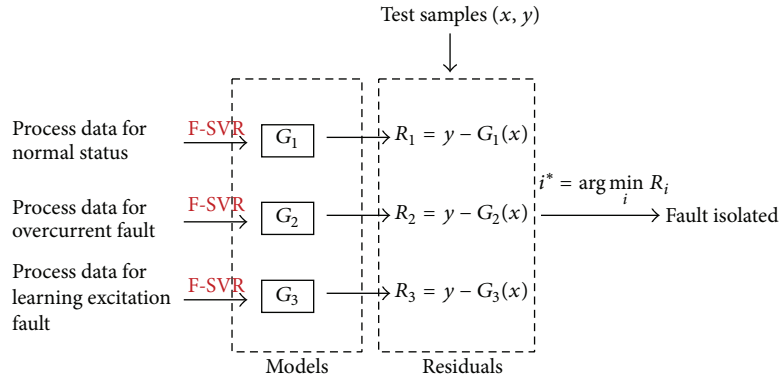 Test samples (x, y)
Process data for
normal status
F-SVR
G₁
R₁ = y − G₁(x)
Process data for
overcurrent fault
F-SVR
G₂
R₂ = y − G₂(x)
i* = arg min R_i
i
Fault isolated
Process data for
learning excitation
fault
F-SVR
G₃
R₃ = y − G₃(x)
Models
Residuals